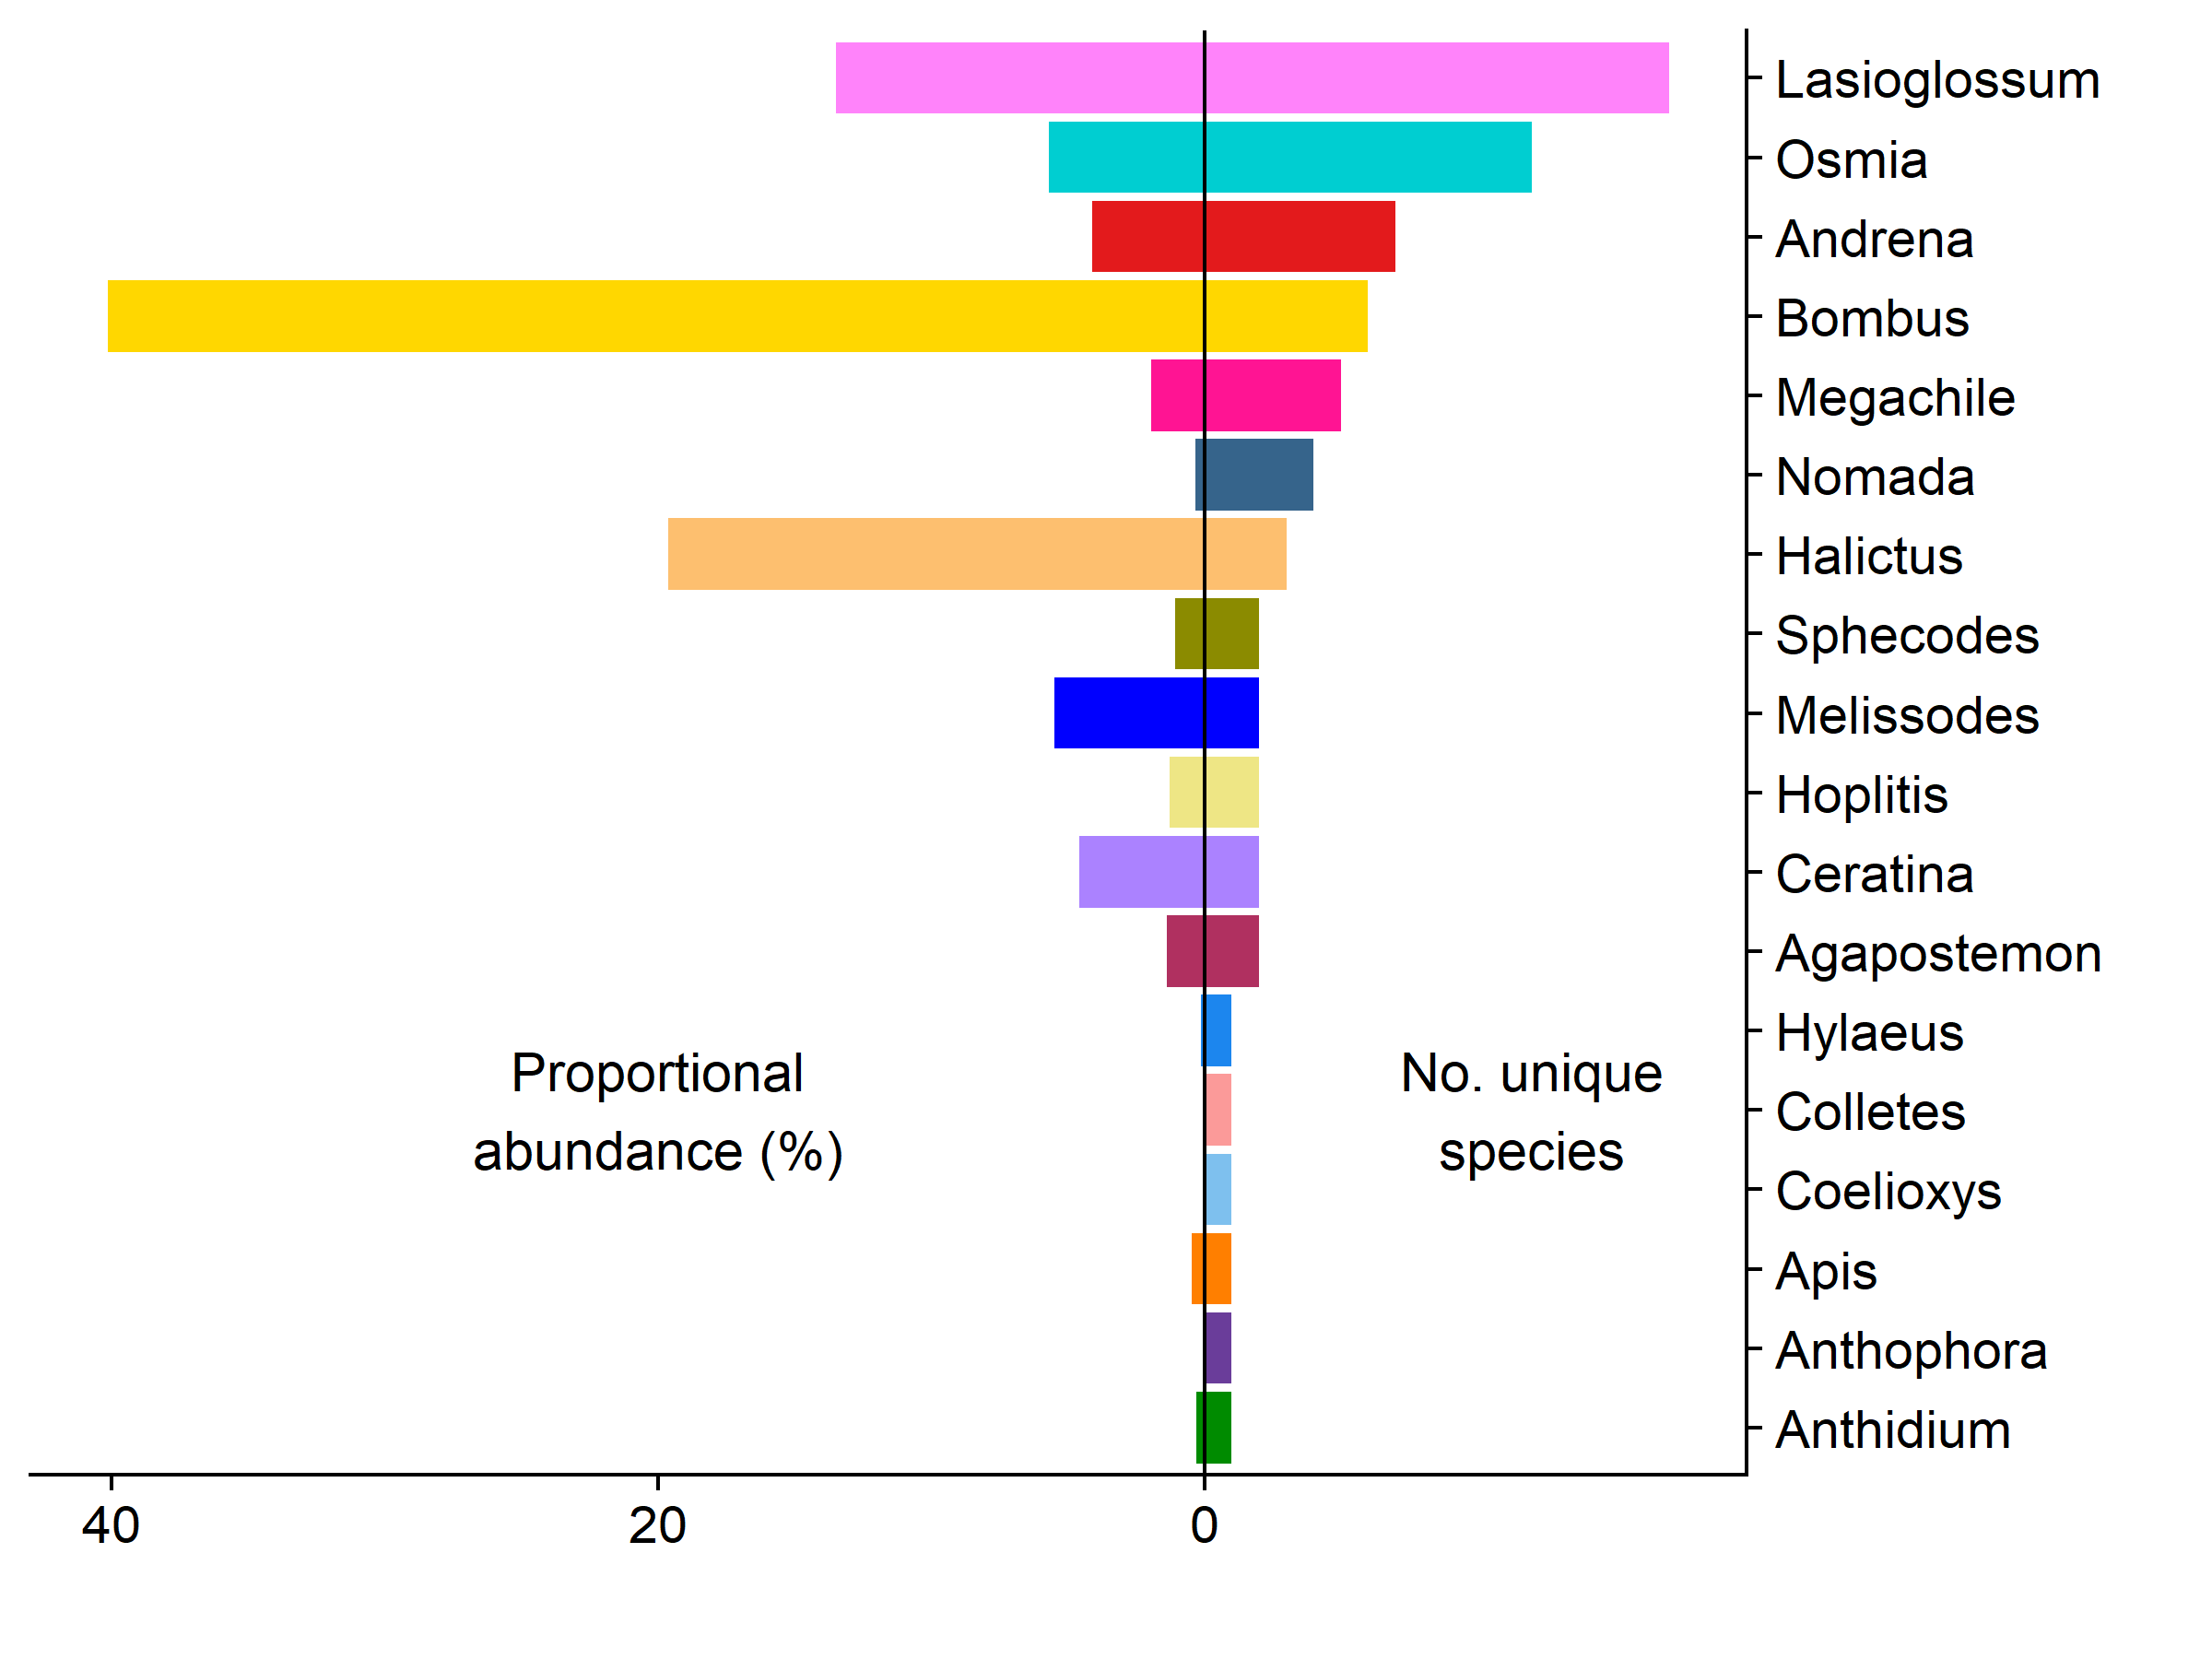 Lasioglossum
Osmia
Andrena
Bombus
Megachile
Nomada
Halictus
Sphecodes
Melissodes
Hoplitis
Ceratina
Agapostemon
Hylaeus
Proportional
abundance (%)
No. unique
species
Colletes
Coelioxys
Apis
Anthophora
Anthidium
40 20 0